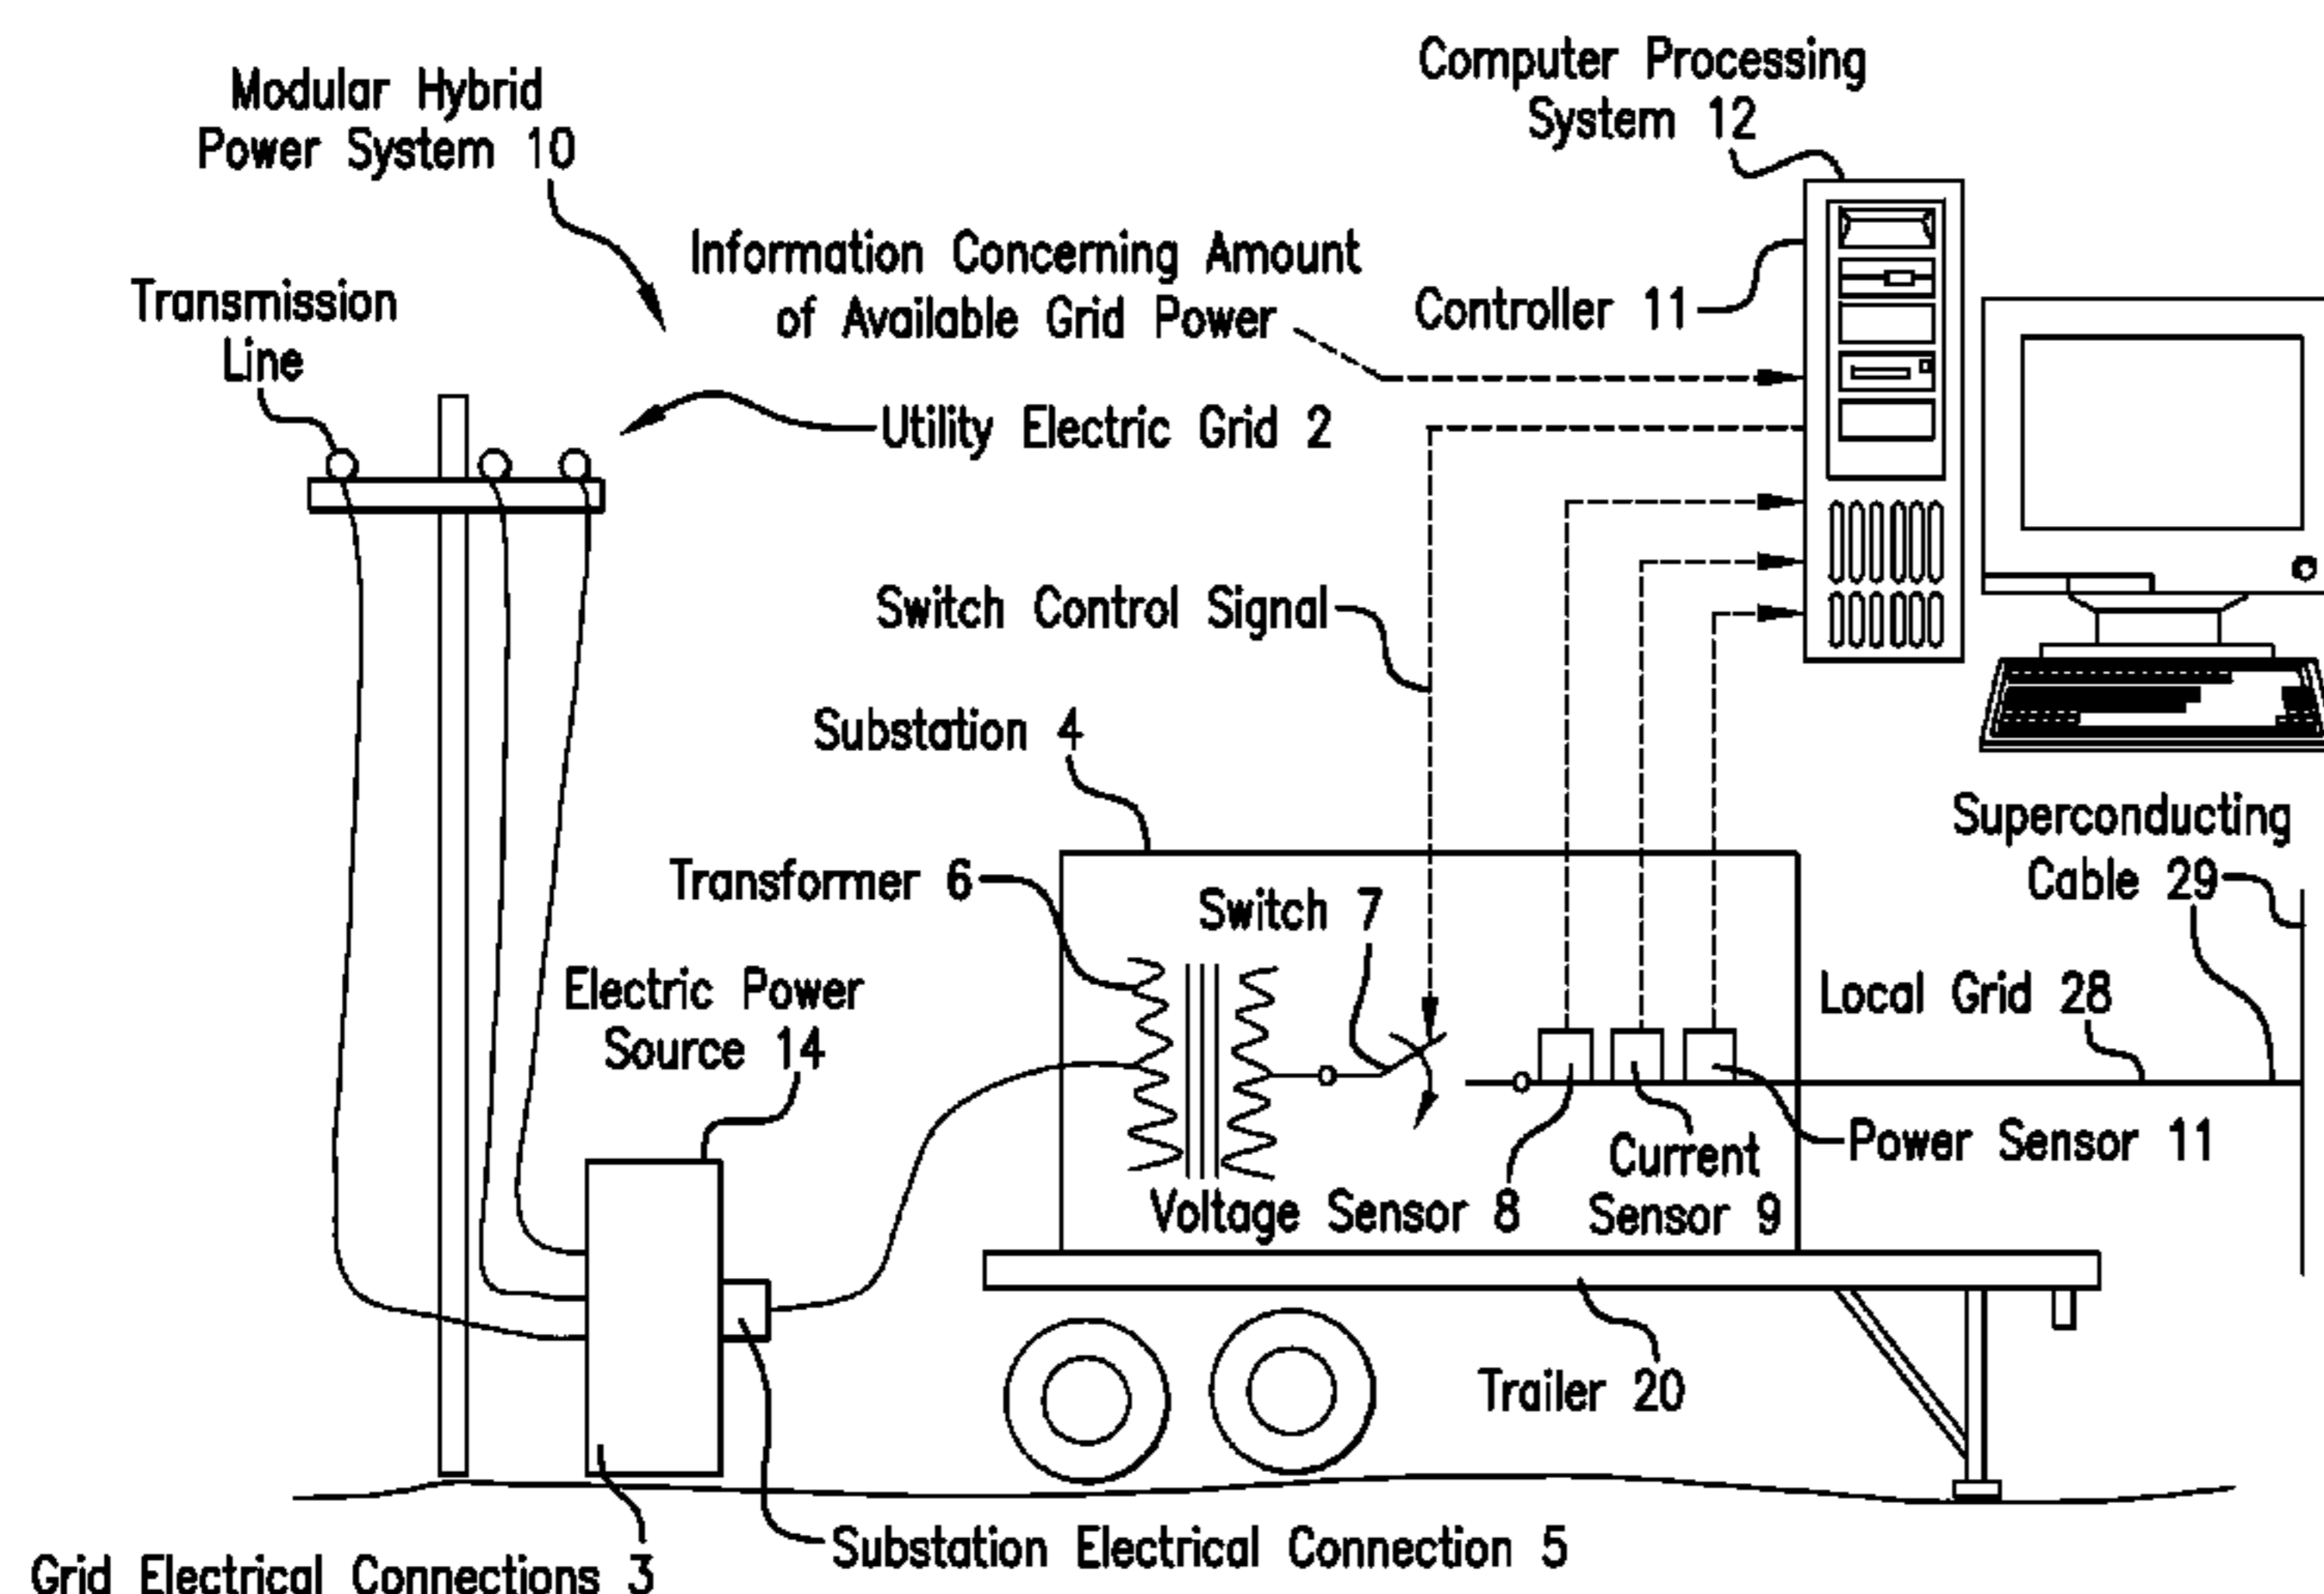 Modular Hybrid
Power System 10
Computer Processing
System 12
Information Concerning Amount
of Available Grid Power
Controller 11
Transmission
Line
Utility Electric Grid 2
Switch Control Signal
Substation 4
Superconducting
Cable 29
Transformer 6
Switch 7
Electric Power
Source 14
Local Grid 28
Power Sensor 11
Current
Sensor 9
Voltage Sensor 8
Trailer 20
Substation Electrical Connection 5
Grid Electrical Connections 3